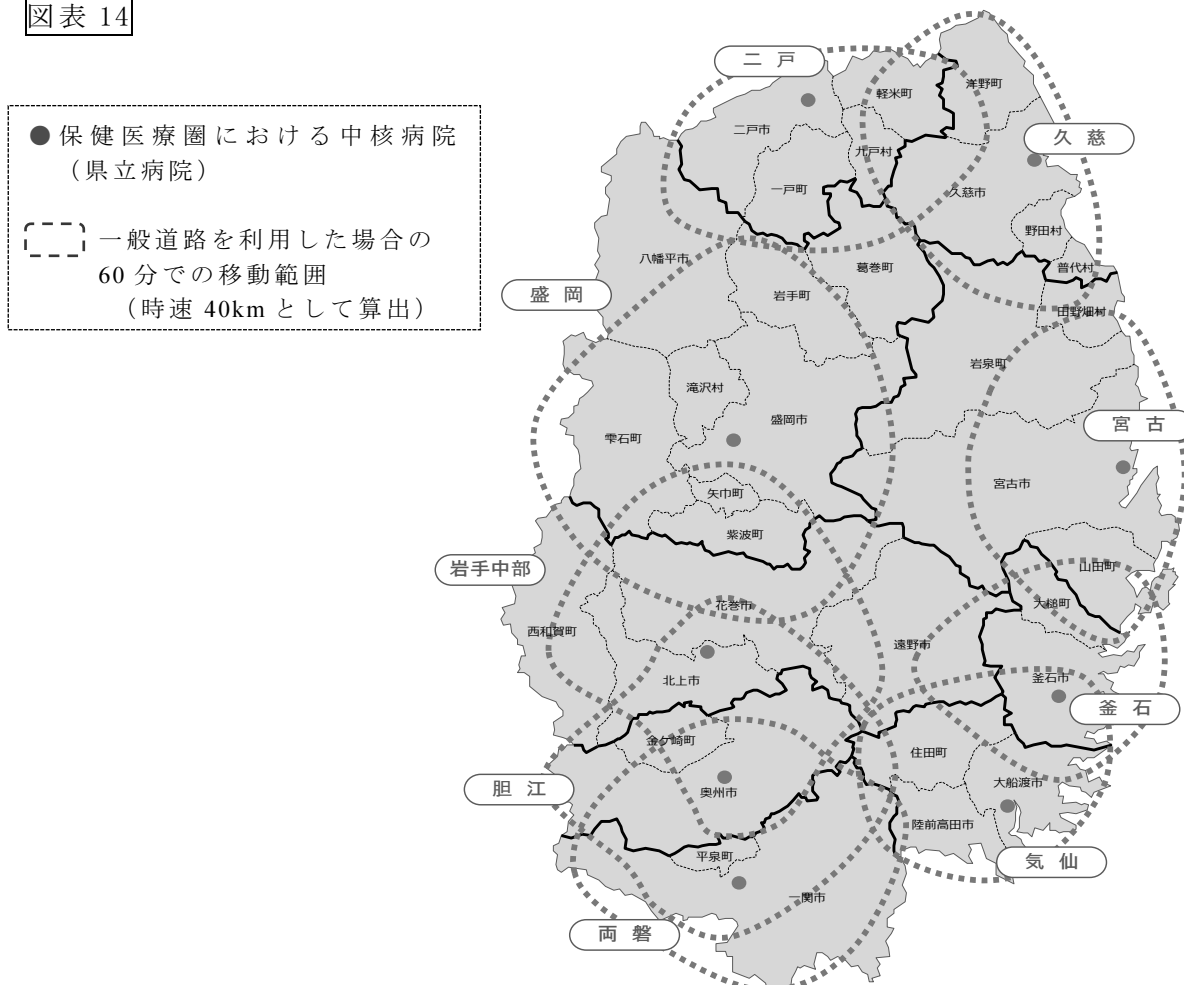 図表 14
●保健医療圏における中核病院
（県立病院）
一般道路を利用した場合の
60 分での移動範囲
（時速 40km として算出）
二戸
軽米町
洋野町
二戸市
九戸村
久慈
一戸町
久慈市
野田村
八幡平市
葛巻町
普代村
盛岡
岩手町
田野畑村
岩泉町
滝沢村
盛岡市
宮古
雫石町
宮古市
矢巾町
紫波町
岩手中部
山田町
花巻市
大槌町
西和賀町
遠野市
北上市
釜石市
釜石
金ケ崎町
住田町
胆江
奥州市
大船渡市
陸前高田市
平泉町
気仙
一関市
両磐